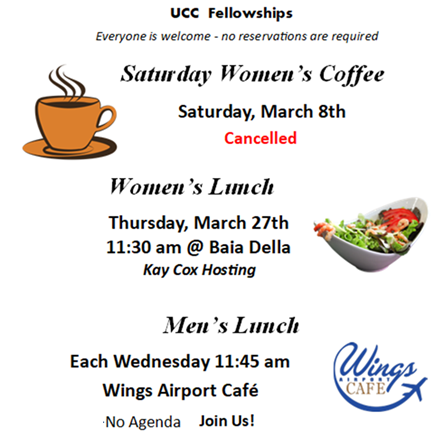 UCC Fellowships
Everyone is welcome - no reservations are required
Saturday Women's Coffee
Saturday, March 8th
Cancelled
Women's Lunch
Thursday, March 27th
11:30 am @ Baia Della
Kay Cox Hosting
Men's Lunch
Each Wednesday 11:45 am
Wings Airport Café
·No Agenda Join Us!
Wings
AIRPORT
CAFE